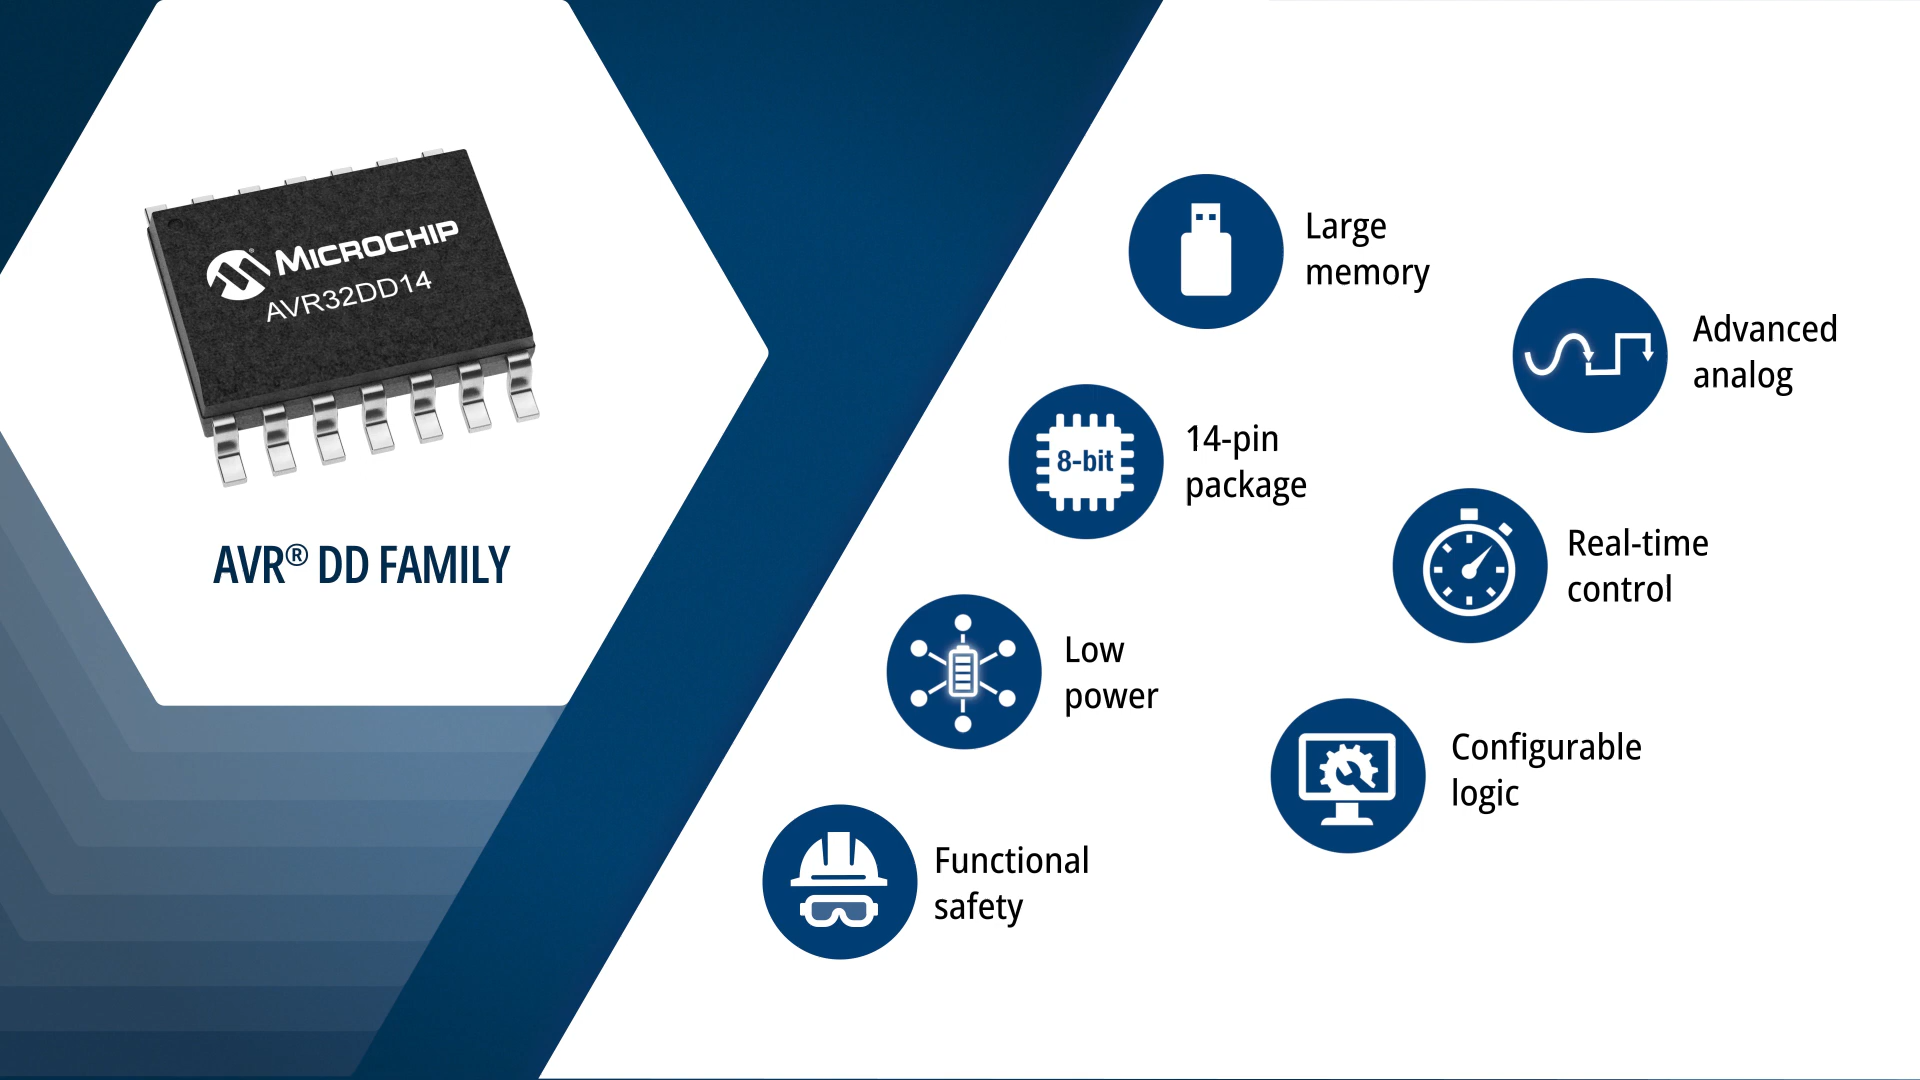 MICROCHIP
AVR32DD14
AVR® DD FAMILY
Large
memory
Advanced
analog
8-bit
14-pin
package
Real-time
control
Low
power
Configurable
logic
Functional
safety